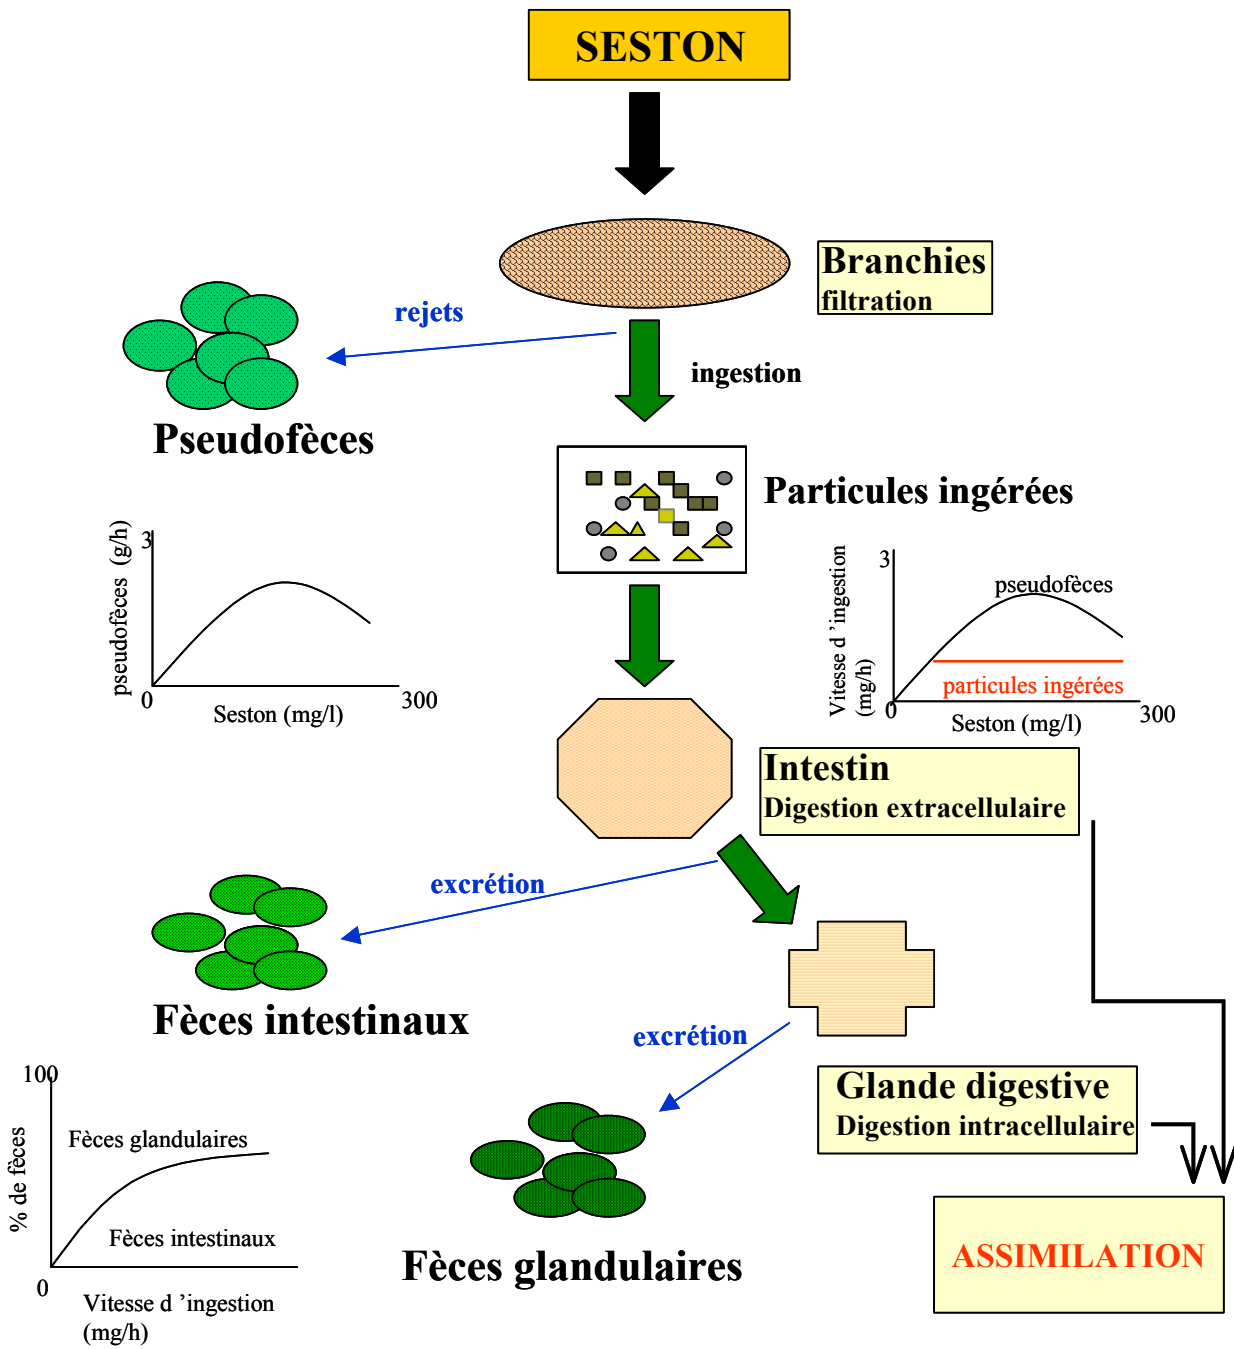 SESTON
Branchies
filtration
rejets
ingestion
Pseudofèces
Particules ingérées
pseudofèces (g/h)
3
0
300
Seston (mg/l)
Vitesse d ’ingestion
(mg/h)
3
pseudofèces
particules ingérées
0
300
Seston (mg/l)
Intestin
Digestion extracellulaire
excrétion
Fèces intestinaux
excrétion
Glande digestive
Digestion intracellulaire
100
% de fèces
Fèces glandulaires
Fèces intestinaux
0
Vitesse d ’ingestion
(mg/h)
Fèces glandulaires
ASSIMILATION